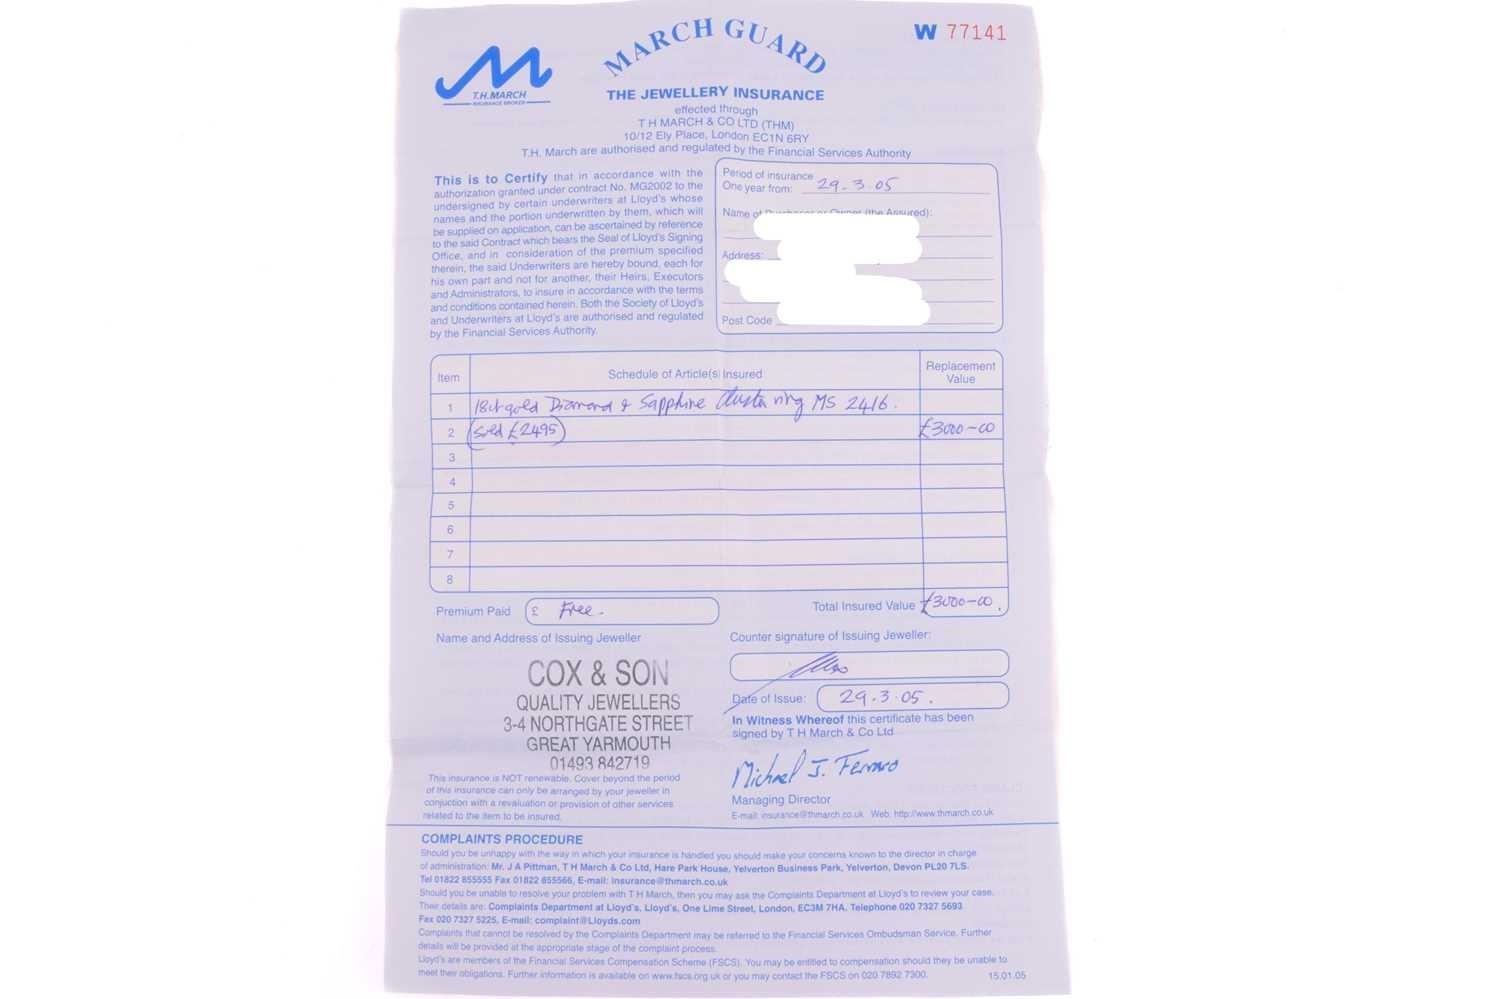 MARCH GUARD
W 77141
T.H.MARCH
INSURANCE BROKER
THE JEWELLERY INSURANCE
effected through
T H MARCH & CO LTD (THM)
10/12 Ely Place, London EC1N 6RY
T.H. March are authorised and regulated by the Financial Services Authority
This is to Certify that in accordance with the
authorization granted under contract No. MG2002 to the
undersigned by certain underwriters at Lloyd's whose
names and the portion underwritten by them, which will
be supplied on application, can be ascertained by reference
to the said Contract which bears the Seal of Lloyd's Signing
Office, and in consideration of the premium specified
therein, the said Underwriters are hereby bound, each for
his own part and not for another, their Heirs, Executors
and Administrators, to insure in accordance with the terms
and conditions contained herein. Both the Society of Lloyd's
and Underwriters at Lloyd's are authorised and regulated
by the Financial Services Authority.
Period of insurance
One year from: 29.3.05
Name of Purchaser or Owner (the Assured):
Address:
Post Code
Item Schedule of Article(s) Insured Replacement Value
1 18ct gold Diamond & Sapphire Cluster ring MS 2416.
2 (sold £2495) £3000-00
3
4
5
6
7
8
Premium Paid £ Free. Total Insured Value £3000-00.
Name and Address of Issuing Jeweller
COX & SON
QUALITY JEWELLERS
3-4 NORTHGATE STREET
GREAT YARMOUTH
01493 842719
This insurance is NOT renewable. Cover beyond the period
of this insurance can only be arranged by your jeweller in
conjuction with a revaluation or provision of other services
related to the item to be insured.
Counter signature of Issuing Jeweller:
Date of Issue: 29.3.05.
In Witness Whereof this certificate has been
signed by T H March & Co Ltd
Michael J. Ferraro
Managing Director
E-mail: insurance@thmarch.co.uk Web: http://www.thmarch.co.uk
COMPLAINTS PROCEDURE
Should you be unhappy with the way in which your insurance is handled you should make your concerns known to the director in charge
of administration: Mr. J A Pittman, T H March & Co Ltd, Hare Park House, Yelverton Business Park, Yelverton, Devon PL20 7LS.
Tel 01822 855555 Fax 01822 855566, E-mail: insurance@thmarch.co.uk
Should you be unable to resolve your problem with T H March, then you may ask the Complaints Department at Lloyd's to review your case.
Their details are: Complaints Department at Lloyd's, Lloyd's, One Lime Street, London, EC3M 7HA. Telephone 020 7327 5693
Fax 020 7327 5225, E-mail: complaint@Lloyds.com
Complaints that cannot be resolved by the Complaints Department may be referred to the Financial Services Ombudsman Service. Further
details will be provided at the appropriate stage of the complaint process.
Lloyd's are members of the Financial Services Compensation Scheme (FSCS). You may be entitled to compensation should they be unable to
meet their obligations. Further information is available on www.fscs.org.uk or you may contact the FSCS on 020 7892 7300.
15.01.05